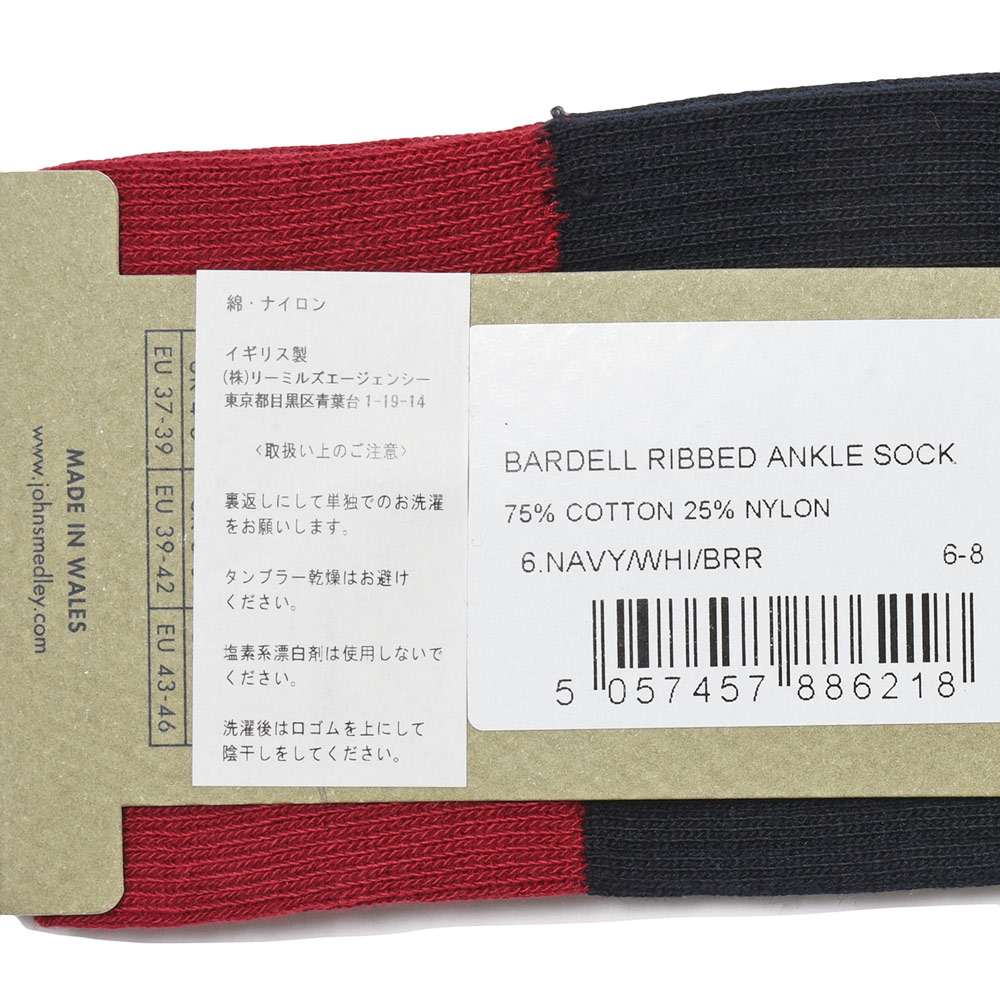 MADE IN WALES
www.johnsmedley.com
EU 37-39
EU 39-42
EU 43-46
綿・ナイロン
イギリス製
(株)リーミルズエージェンシー
東京都目黒区青葉台1-19-14
〈取扱い上のご注意〉
裏返しにして単独でのお洗濯
をお願いします。
タンブラー乾燥はお避け
ください。
塩素系漂白剤は使用しないで
ください。
洗濯後は口ゴムを上にして
陰干しをしてください。
BARDELL RIBBED ANKLE SOCK
75% COTTON 25% NYLON
6.NAVY/WHI/BRR 6-8
5 057457 886218